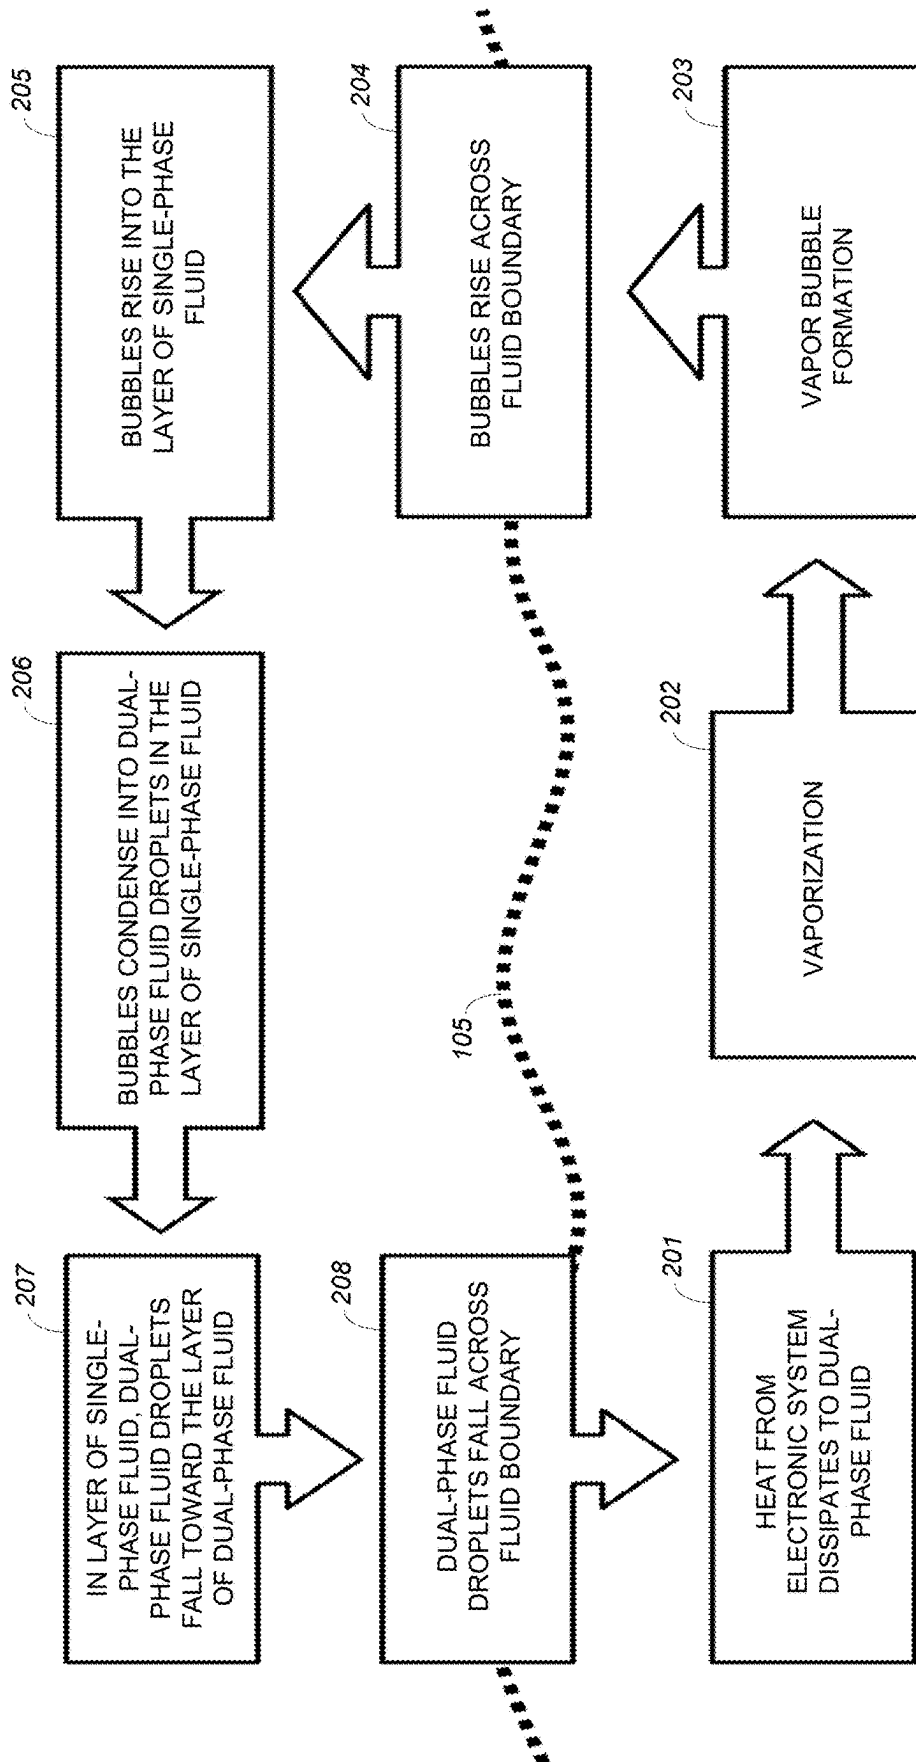 207
IN LAYER OF SINGLE-
PHASE FLUID, DUAL-
PHASE FLUID DROPLETS
FALL TOWARD THE LAYER
OF DUAL-PHASE FLUID
206
BUBBLES CONDENSE INTO DUAL-
PHASE FLUID DROPLETS IN THE
LAYER OF SINGLE-PHASE FLUID
205
BUBBLES RISE INTO THE
LAYER OF SINGLE-PHASE
FLUID
208
DUAL-PHASE FLUID
DROPLETS FALL ACROSS
FLUID BOUNDARY
105
204
BUBBLES RISE ACROSS
FLUID BOUNDARY
201
HEAT FROM
ELECTRONIC SYSTEM
DISSIPATES TO DUAL-
PHASE FLUID
202
VAPORIZATION
203
VAPOR BUBBLE
FORMATION